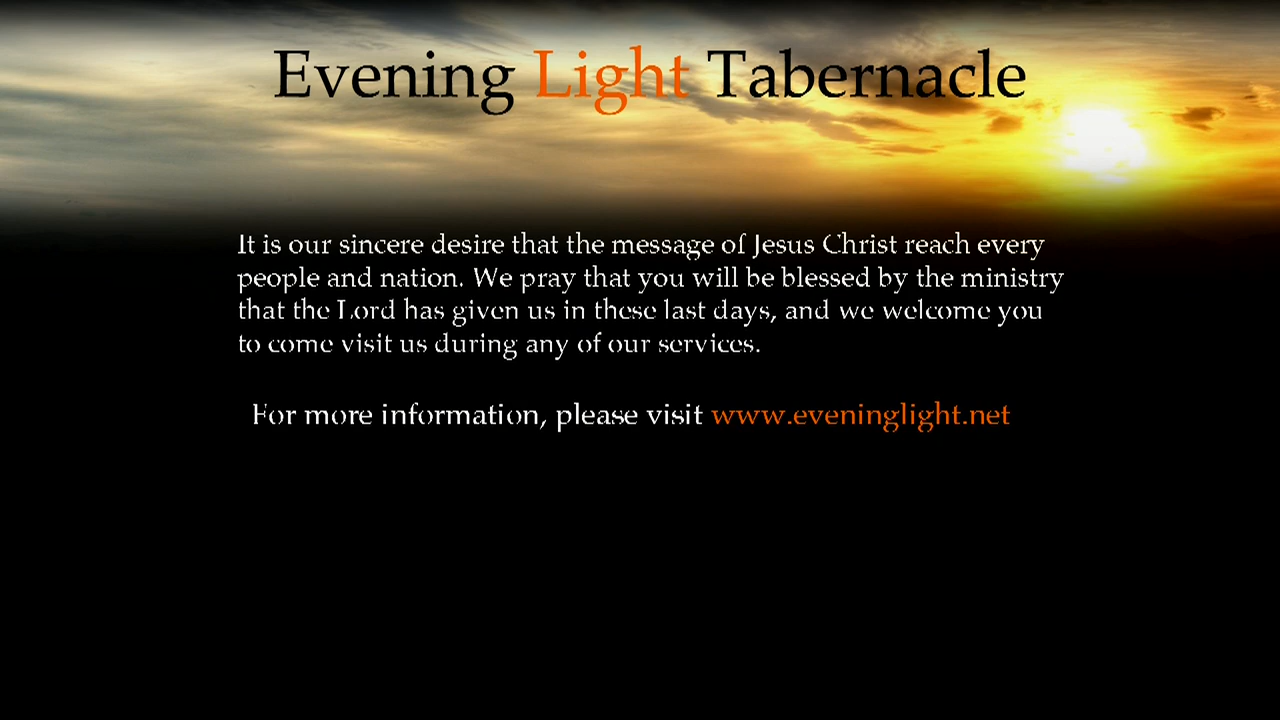 Evening Light Tabernacle
It is our sincere desire that the message of Jesus Christ reach every
people and nation. We pray that you will be blessed by the ministry
that the Lord has given us in these last days, and we welcome you
to come visit us during any of our services.
For more information, please visit www.eveninglight.net